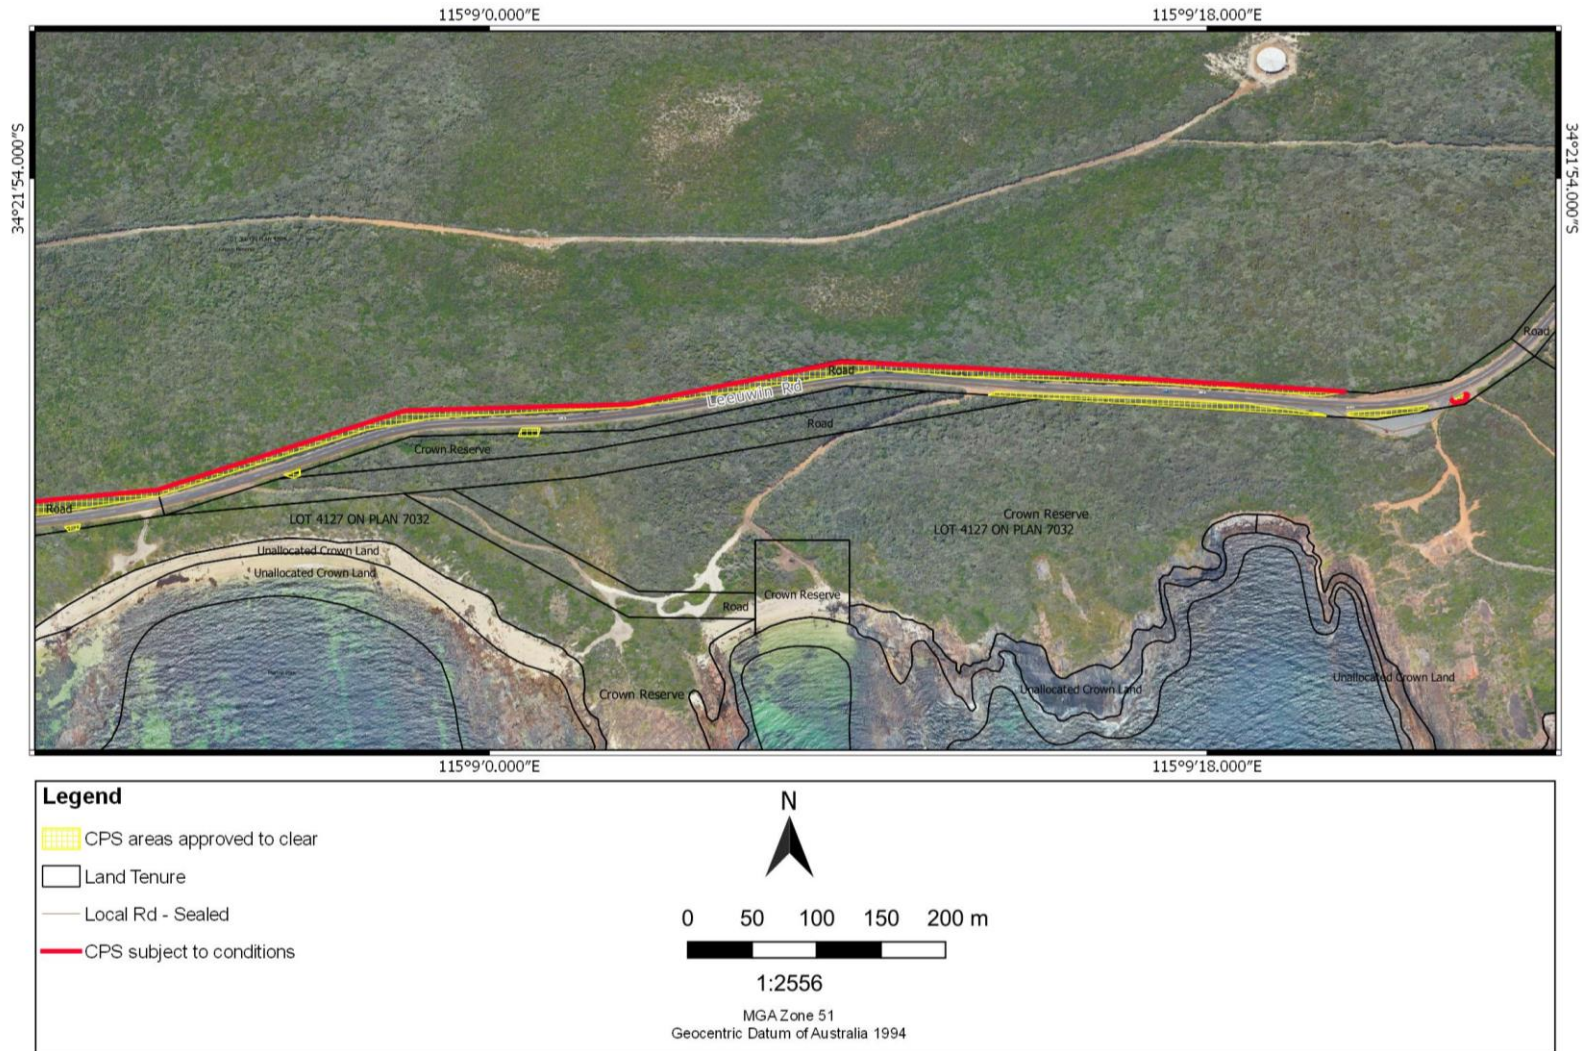 115°9'0.000"E
115°9'18.000"E
34°21'54.000"S
34°21'54.000"S
Road
Road
Leeuwin Rd
Road
Crown Reserve
Road
LOT 4127 ON PLAN 7032
Crown Reserve
LOT 4127 ON PLAN 7032
Unallocated Crown Land
Unallocated Crown Land
Crown Reserve
Road
Unallocated Crown Land
Crown Reserve
Unallocated Crown Land
115°9'0.000"E
115°9'18.000"E
Legend
CPS areas approved to clear
Land Tenure
Local Rd - Sealed
CPS subject to conditions
N
0 50 100 150 200 m
1:2556
MGA Zone 51
Geocentric Datum of Australia 1994